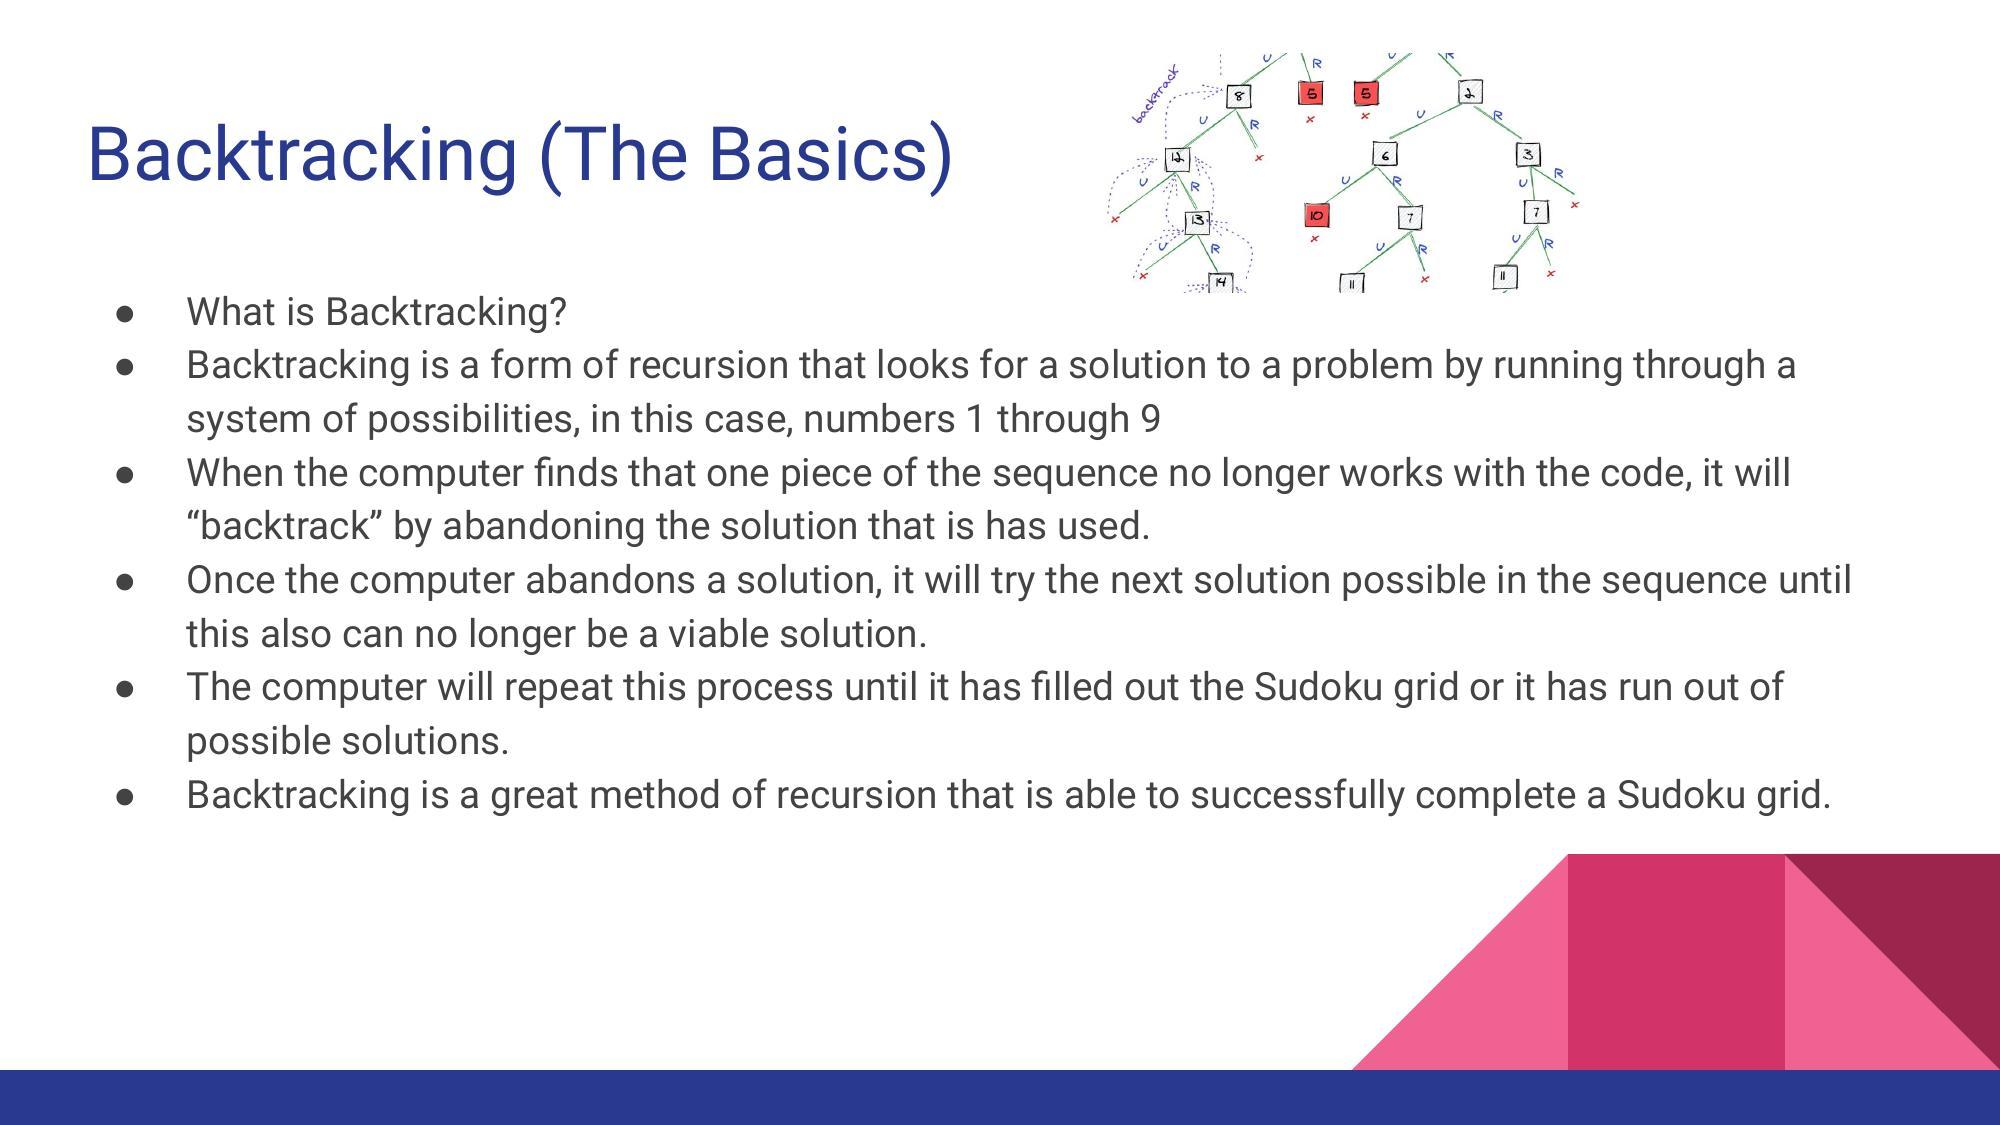 Backtracking (The Basics)
backtrack
U R U R
8 5 5 2
U R x x U R
12 x 6 3
U R U R U R
x 13 10 7 7 x
U R x U R U R
x 14 11 x 11 x
● What is Backtracking?
● Backtracking is a form of recursion that looks for a solution to a problem by running through a
system of possibilities, in this case, numbers 1 through 9
● When the computer finds that one piece of the sequence no longer works with the code, it will
“backtrack” by abandoning the solution that is has used.
● Once the computer abandons a solution, it will try the next solution possible in the sequence until
this also can no longer be a viable solution.
● The computer will repeat this process until it has filled out the Sudoku grid or it has run out of
possible solutions.
● Backtracking is a great method of recursion that is able to successfully complete a Sudoku grid.